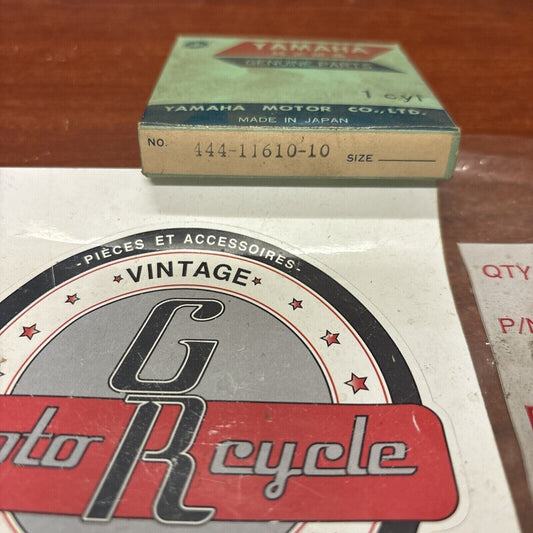 YAMAHA
GENUINE PARTS
1 cyl
YAMAHA MOTOR CO., LTD.
MADE IN JAPAN
NO. 444-11610-10 SIZE
-PIÈCES ET ACCESSOIRES-
VINTAGE
G
oto R cycle
QTY
P/N